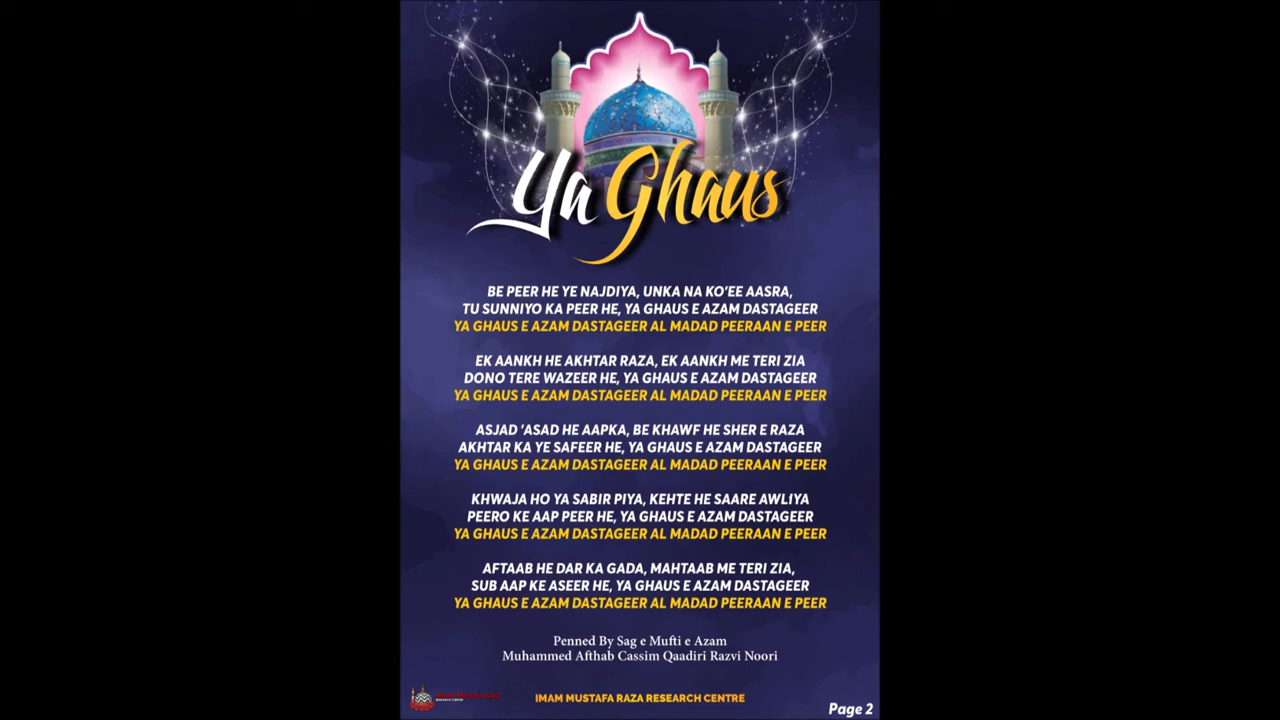 Ya Ghaus
BE PEER HE YE NAJDIYA, UNKA NA KO'EE AASRA,
TU SUNNIYO KA PEER HE, YA GHAUS E AZAM DASTAGEER
YA GHAUS E AZAM DASTAGEER AL MADAD PEERAAN E PEER
EK AANKH HE AKHTAR RAZA, EK AANKH ME TERI ZIA
DONO TERE WAZEER HE, YA GHAUS E AZAM DASTAGEER
YA GHAUS E AZAM DASTAGEER AL MADAD PEERAAN E PEER
ASJAD 'ASAD HE AAPKA, BE KHAWF HE SHER E RAZA
AKHTAR KA YE SAFEER HE, YA GHAUS E AZAM DASTAGEER
YA GHAUS E AZAM DASTAGEER AL MADAD PEERAAN E PEER
KHWAJA HO YA SABIR PIYA, KEHTE HE SAARE AWLIYA
PEERO KE AAP PEER HE, YA GHAUS E AZAM DASTAGEER
YA GHAUS E AZAM DASTAGEER AL MADAD PEERAAN E PEER
AFTAAB HE DAR KA GADA, MAHTAAB ME TERI ZIA,
SUB AAP KE ASEER HE, YA GHAUS E AZAM DASTAGEER
YA GHAUS E AZAM DASTAGEER AL MADAD PEERAAN E PEER
Penned By Sag e Mufti e Azam
Muhammed Afthab Cassim Qaadiri Razvi Noori
RESEARCH CENTRE
IMAM MUSTAFA RAZA RESEARCH CENTRE
Page 2